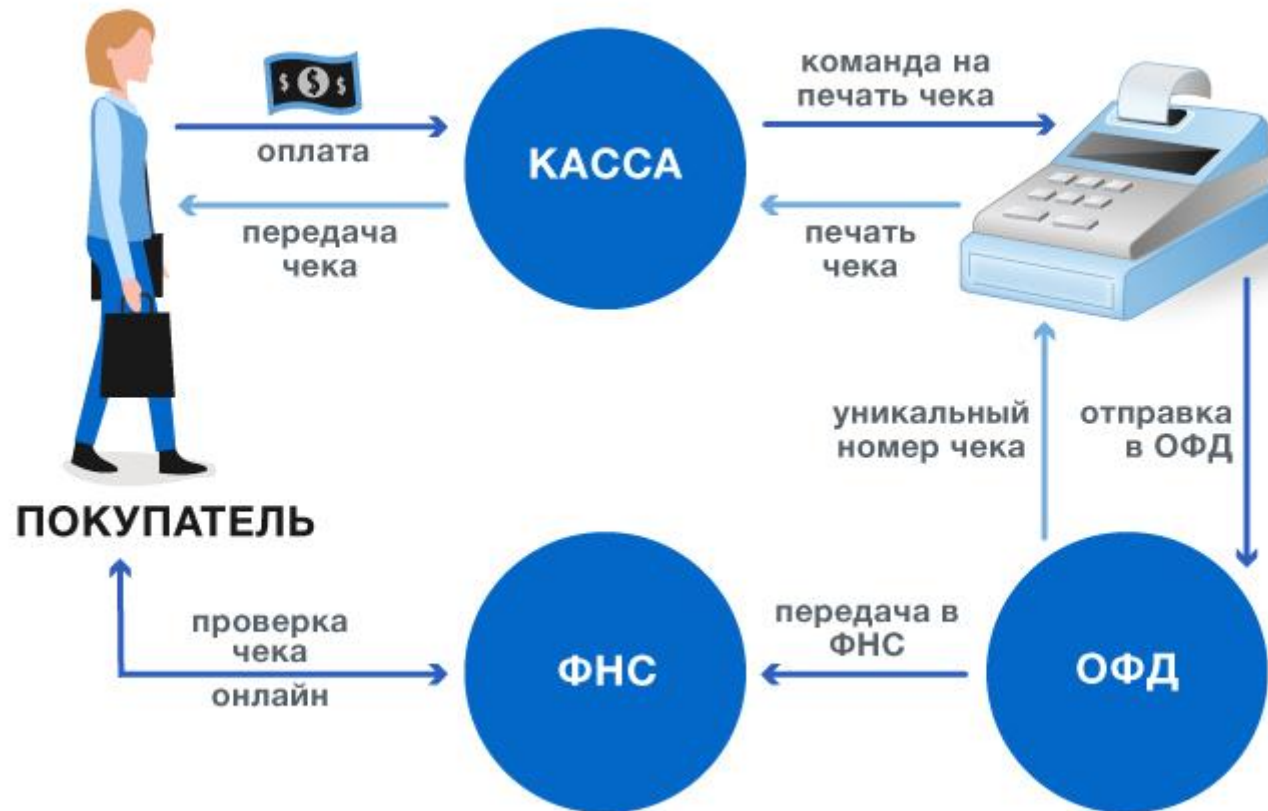 команда на
печать чека
оплата
КАССА
передача
чека
печать
чека
уникальный
номер чека
отправка
в ОФД
ПОКУПАТЕЛЬ
проверка
чека
онлайн
ФНС
передача в
ФНС
ОФД